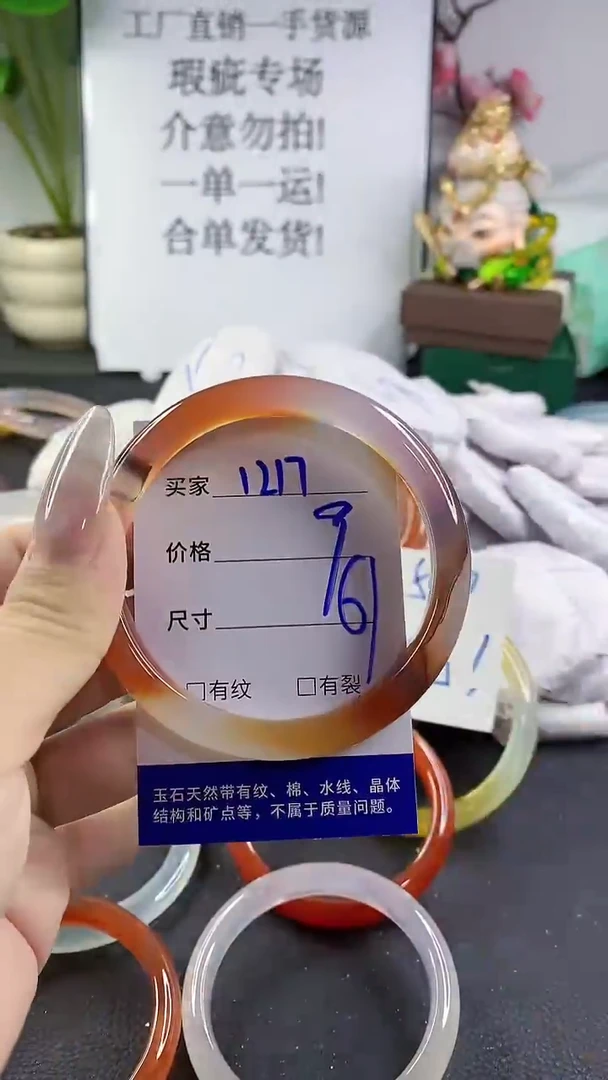 工厂直销一手货源
瑕疵专场
介意勿拍!
一单一运!
合单发货!
买家 1217
价格
尺寸
□有纹 □有裂
玉石天然带有纹、棉、水线、晶体
结构和矿点等，不属于质量问题。